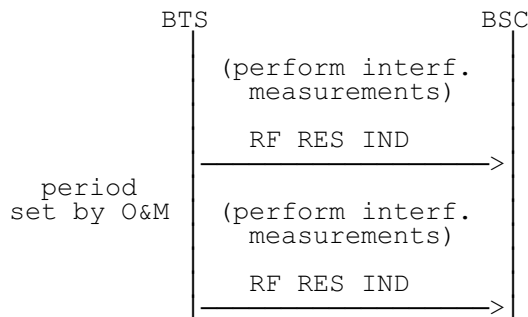 BTS BSC
(perform interf.
measurements)
RF RES IND
period
set by O&M
(perform interf.
measurements)
RF RES IND